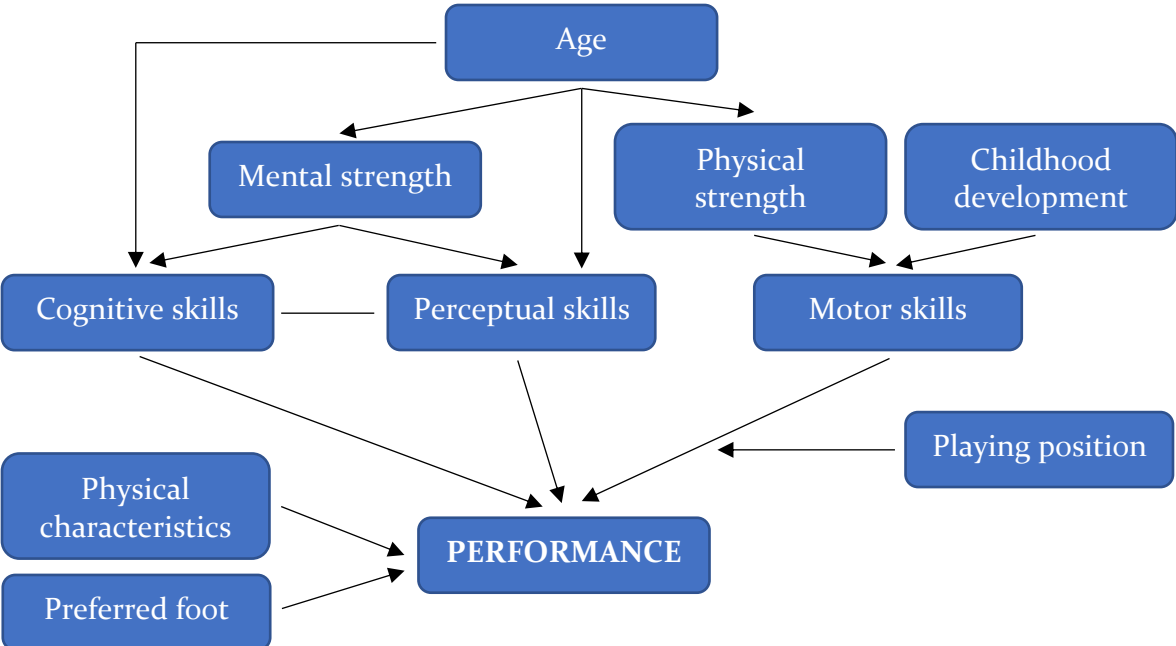 Age
Mental strength
Physical
strength
Childhood
development
Cognitive skills
Perceptual skills
Motor skills
Playing position
Physical
characteristics
PERFORMANCE
Preferred foot